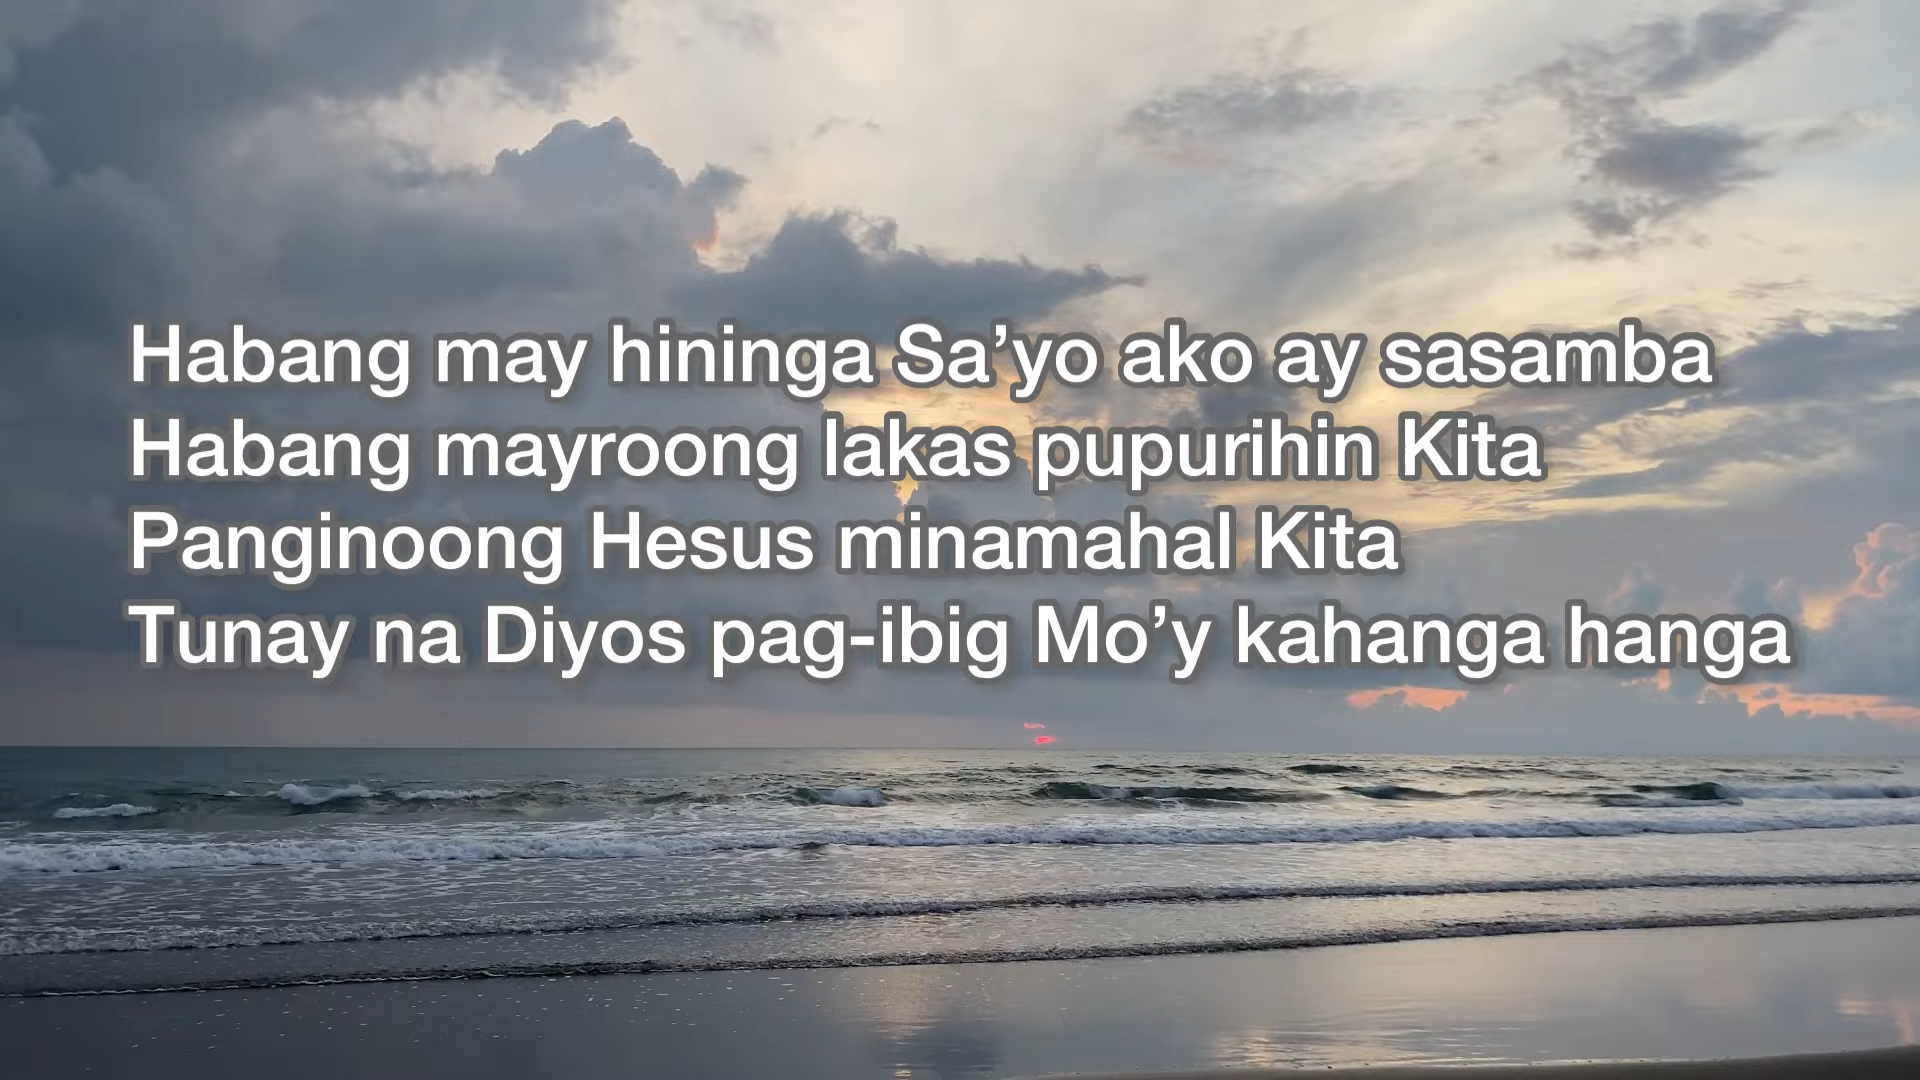 Habang may hininga Sa’yo ako ay sasamba
Habang mayroong lakas pupurihin Kita
Panginoong Hesus minamahal Kita
Tunay na Diyos pag-ibig Mo’y kahanga hanga